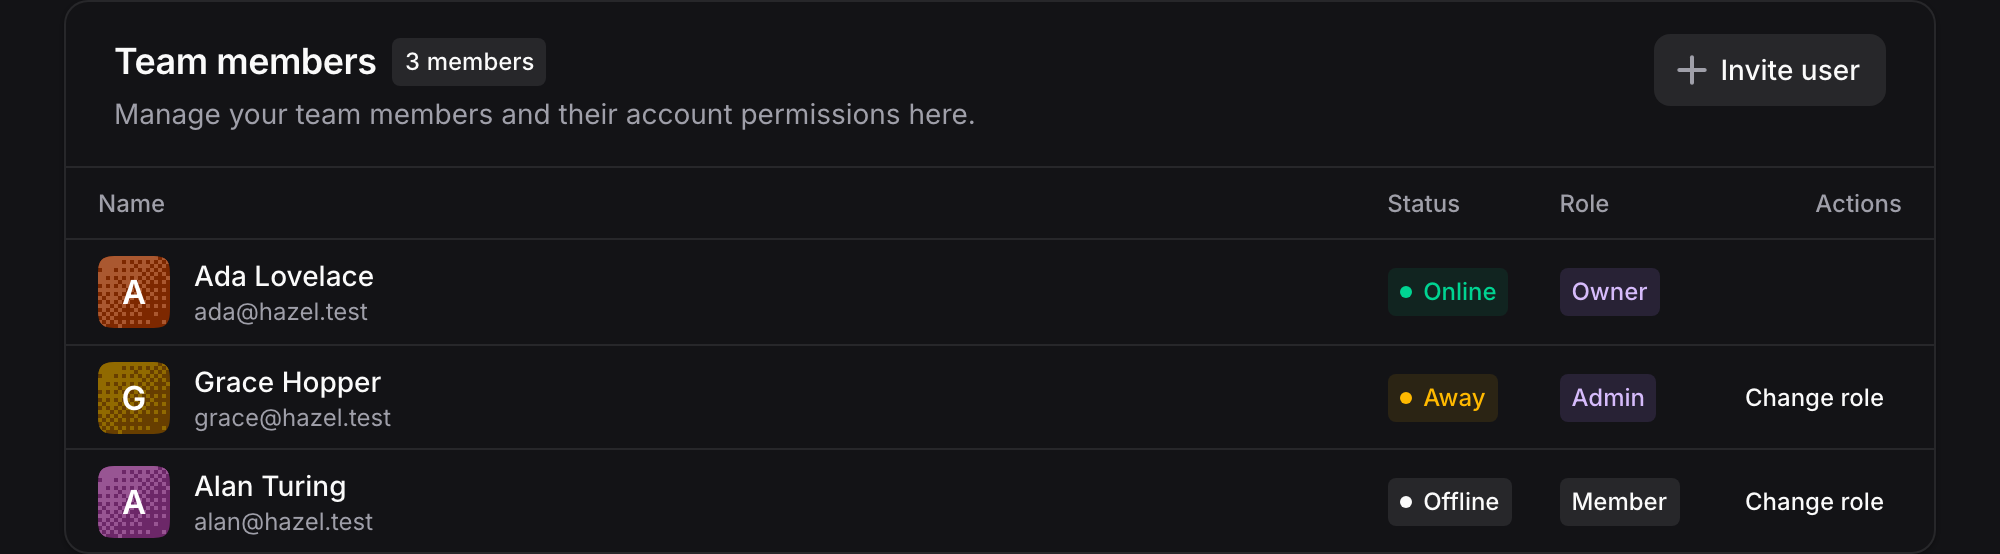 Team members 3 members
Invite user
Manage your team members and their account permissions here.
Name Status Role Actions
A Ada Lovelace Online Owner
ada@hazel.test
G Grace Hopper Away Admin Change role
grace@hazel.test
A Alan Turing Offline Member Change role
alan@hazel.test